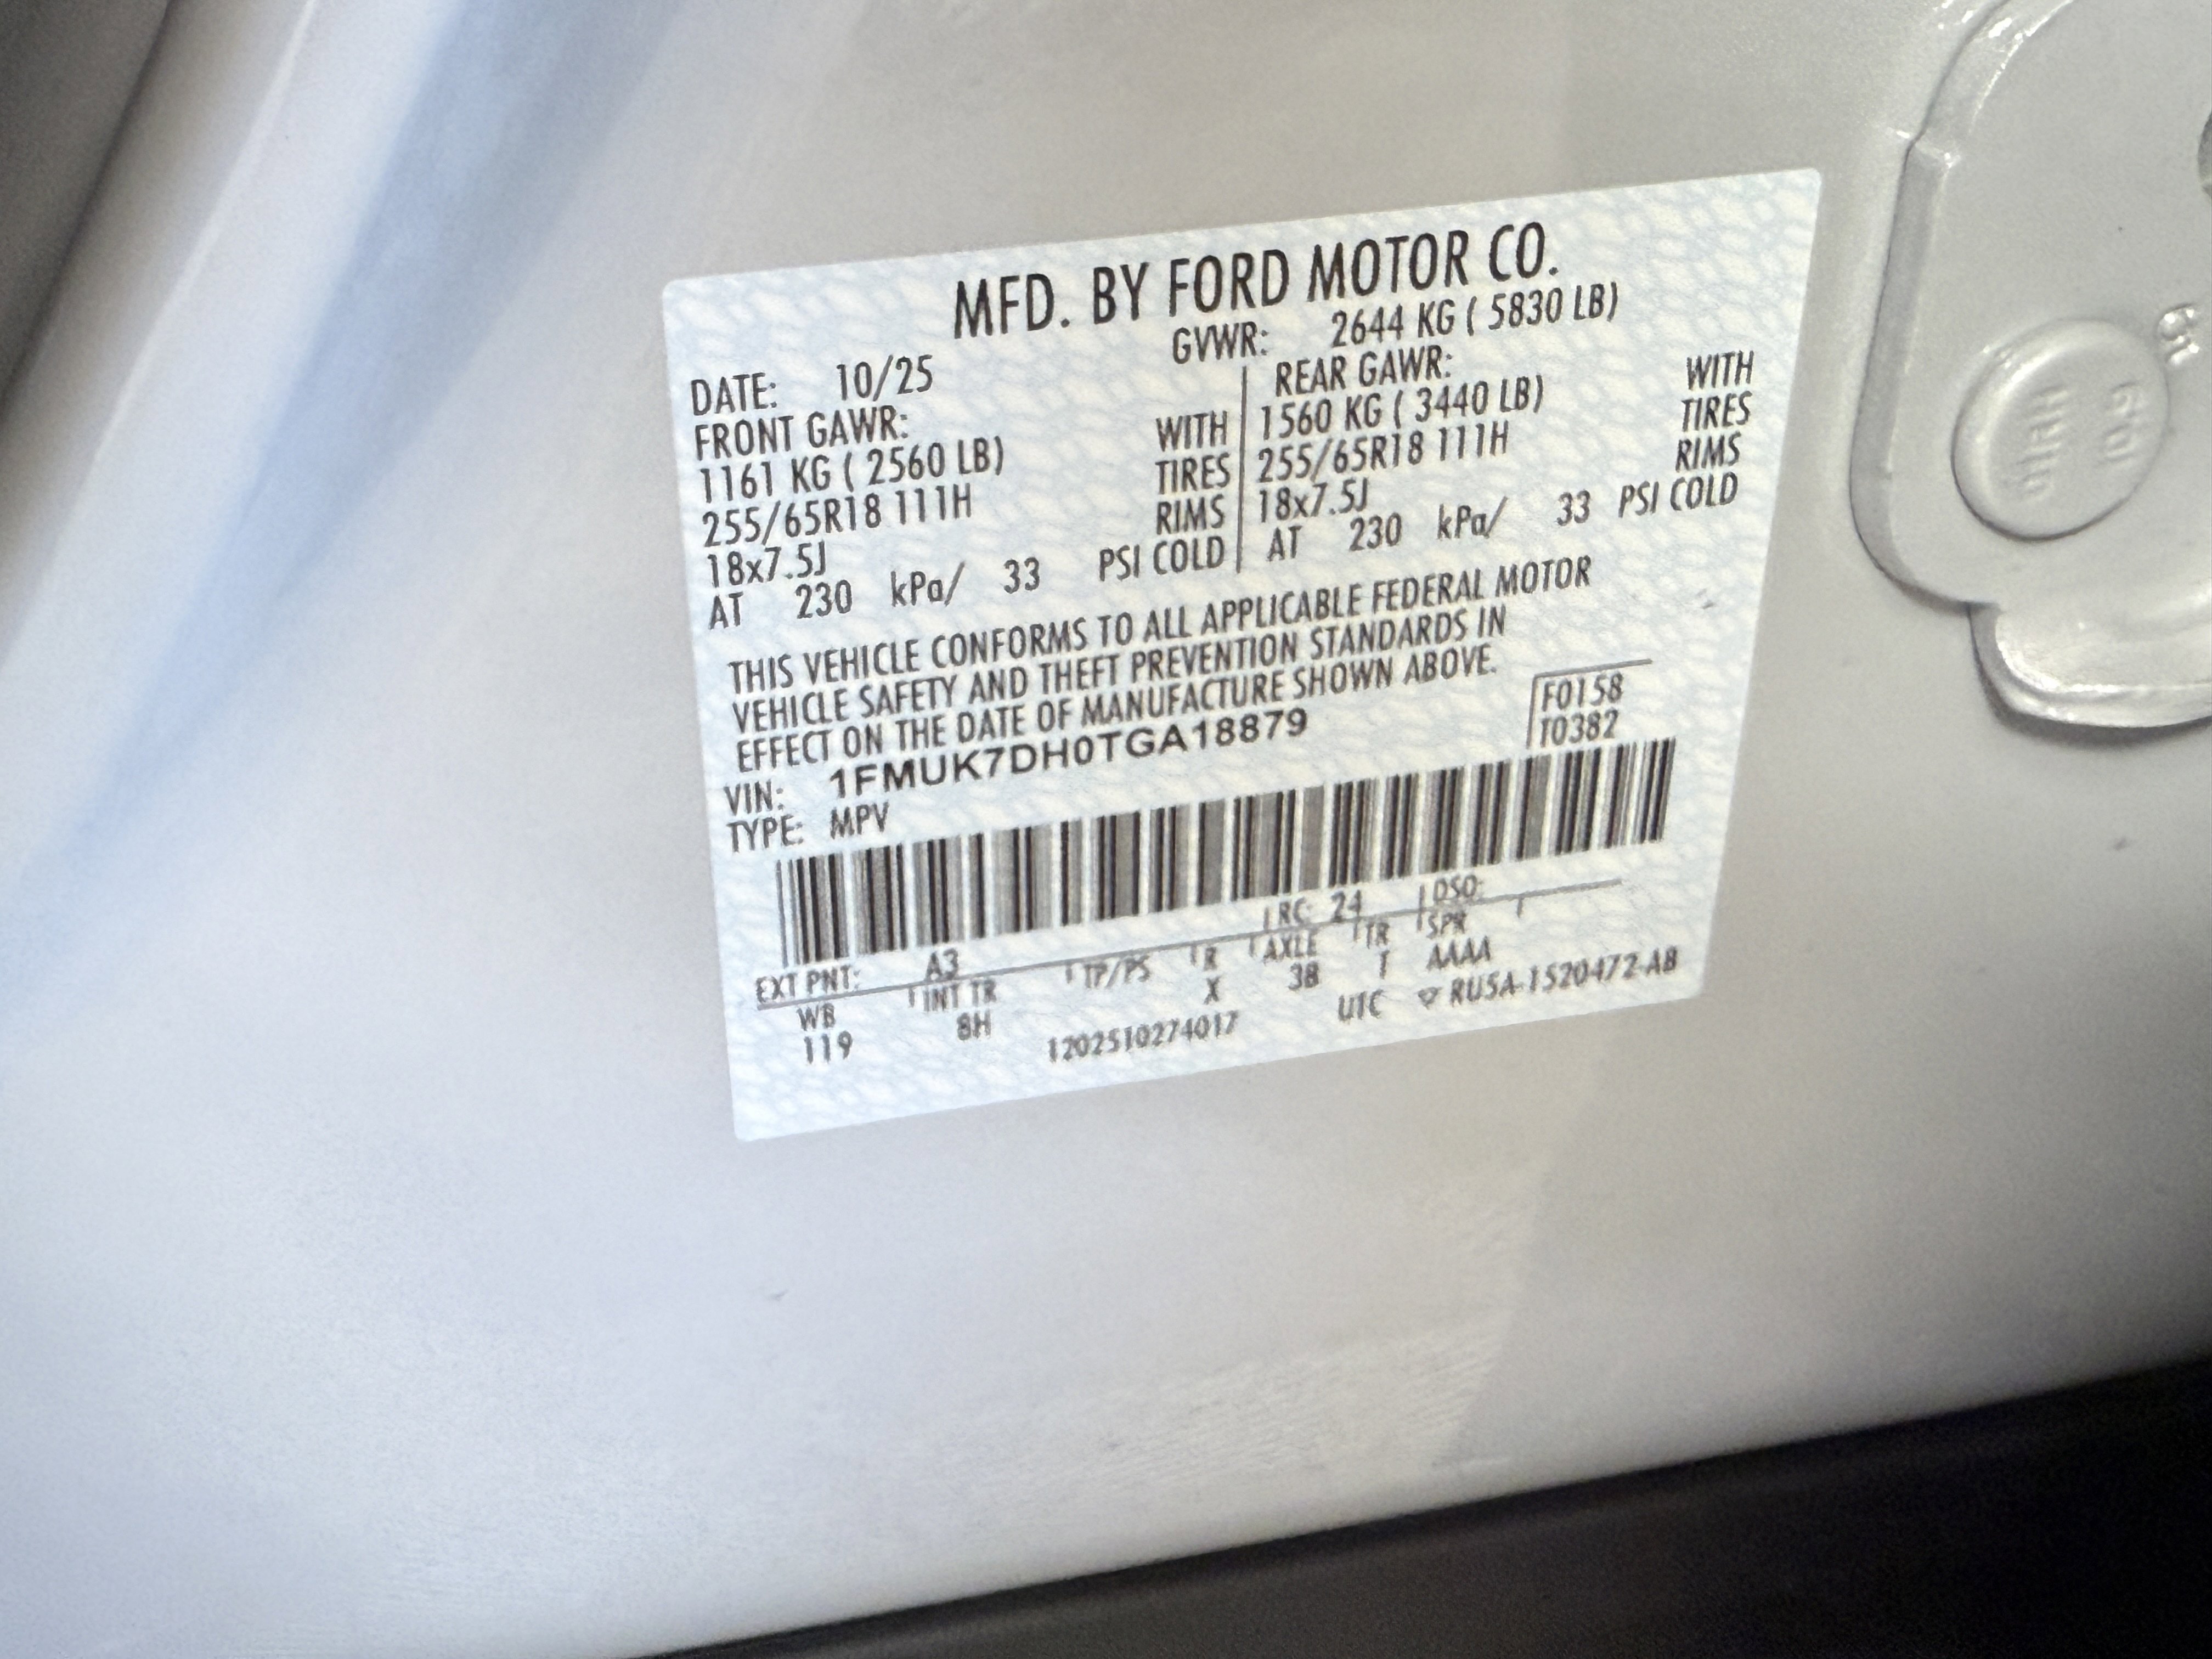 MFD. BY FORD MOTOR CO.
DATE: 10/25 GVWR: 2644 KG ( 5830 LB)
FRONT GAWR: REAR GAWR:
1161 KG ( 2560 LB) WITH 1560 KG ( 3440 LB) WITH
255/65R18 111H TIRES 255/65R18 111H TIRES
18x7.5J RIMS 18x7.5J RIMS
AT 230 kPa/ 33 PSI COLD AT 230 kPa/ 33 PSI COLD
THIS VEHICLE CONFORMS TO ALL APPLICABLE FEDERAL MOTOR
VEHICLE SAFETY AND THEFT PREVENTION STANDARDS IN
EFFECT ON THE DATE OF MANUFACTURE SHOWN ABOVE.
VIN: 1FMUK7DH0TGA18879 F0158
TYPE: MPV T0382
EXT PNT: A3 RC: 24 DSO:
WB INT TR TP/PS R AXLE TR SPR
119 8H X 38 T AAAA
1202510274017 UTC RU5A-1520472-AB